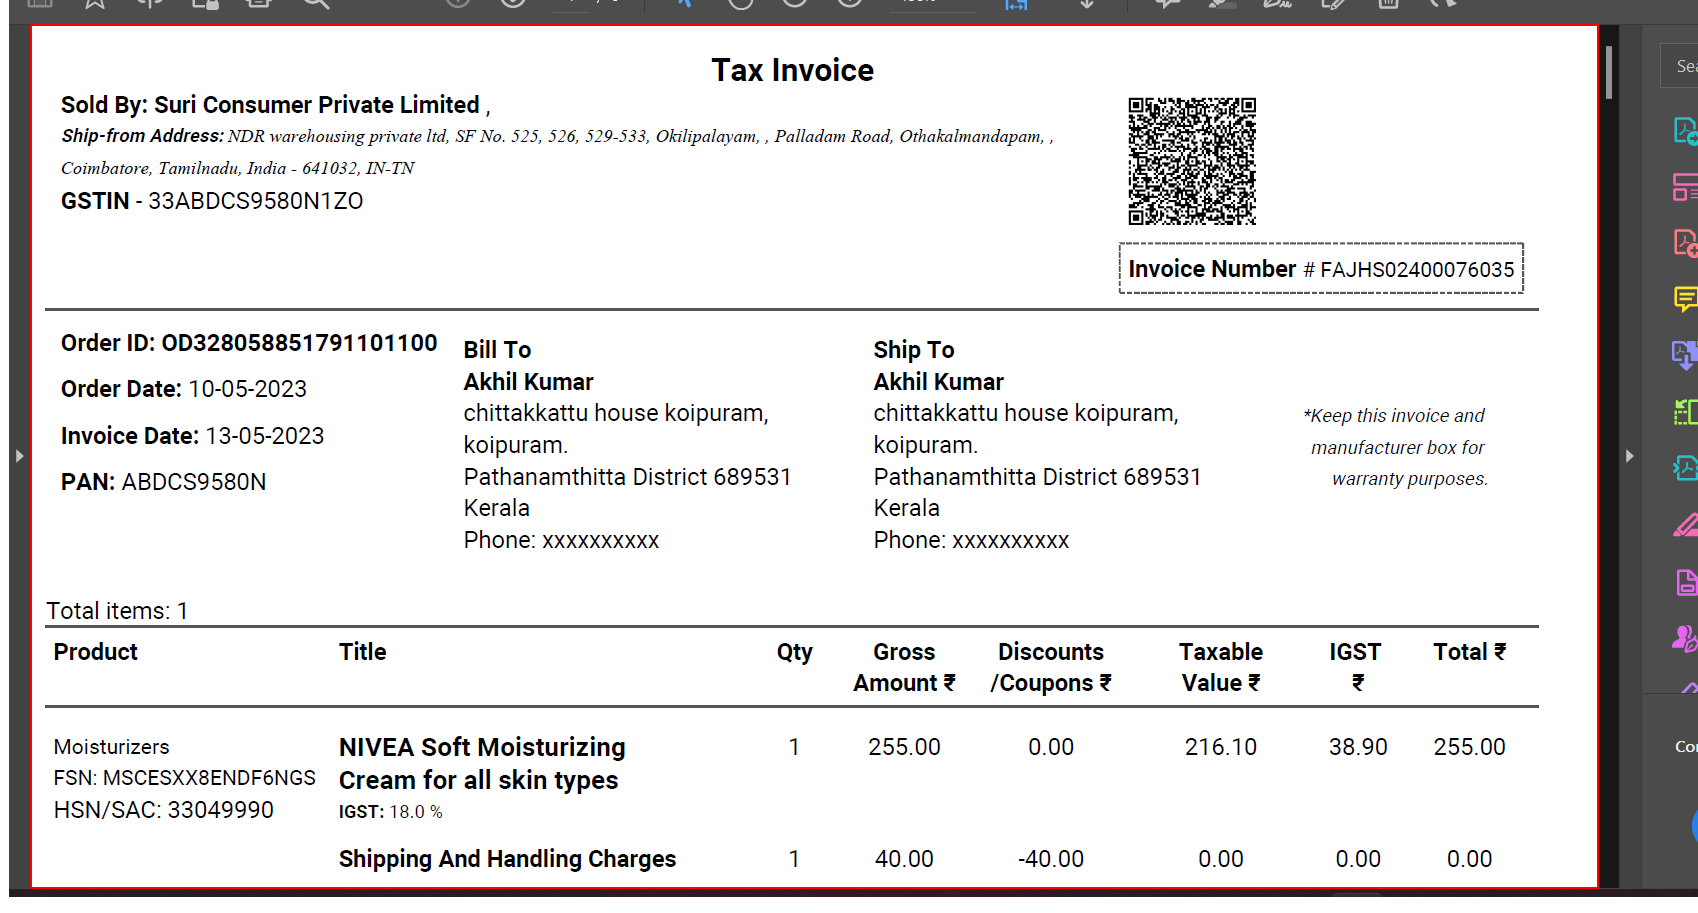 Tax Invoice
Sold By: Suri Consumer Private Limited ,
Ship-from Address: NDR warehousing private ltd, SF No. 525, 526, 529-533, Okilipalayam, , Palladam Road, Othakalmandapam, ,
Coimbatore, Tamilnadu, India - 641032, IN-TN
GSTIN - 33ABDCS9580N1ZO
Invoice Number # FAJHS02400076035
Order ID: OD328058851791101100
Order Date: 10-05-2023
Invoice Date: 13-05-2023
PAN: ABDCS9580N
Bill To
Akhil Kumar
chittakkattu house koipuram,
koipuram.
Pathanamthitta District 689531
Kerala
Phone: xxxxxxxxxx
Ship To
Akhil Kumar
chittakkattu house koipuram,
koipuram.
Pathanamthitta District 689531
Kerala
Phone: xxxxxxxxxx
*Keep this invoice and
manufacturer box for
warranty purposes.
Total items: 1
Product Title Qty Gross Amount ₹ Discounts /Coupons ₹ Taxable Value ₹ IGST ₹ Total ₹
Moisturizers NIVEA Soft Moisturizing 1 255.00 0.00 216.10 38.90 255.00
FSN: MSCESXX8ENDF6NGS Cream for all skin types
HSN/SAC: 33049990 IGST: 18.0 %
Shipping And Handling Charges 1 40.00 -40.00 0.00 0.00 0.00